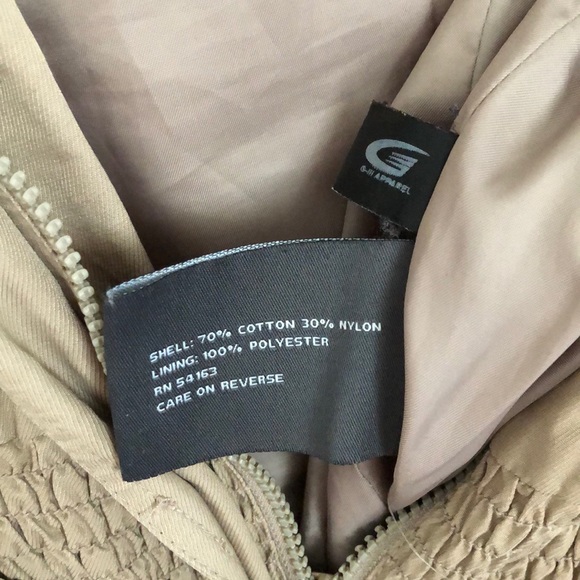 G-III APPAREL
SHELL: 70% COTTON 30% NYLON
LINING: 100% POLYESTER
RN 54163
CARE ON REVERSE